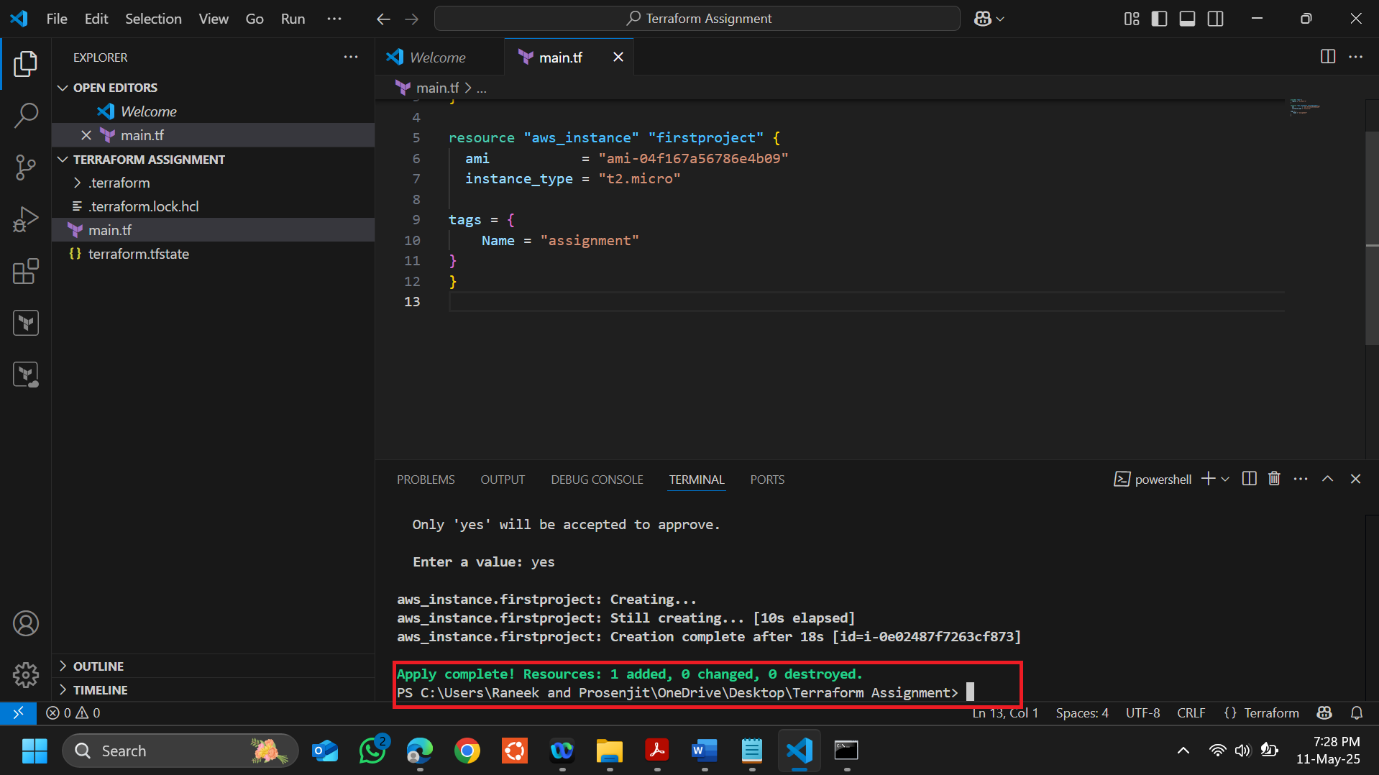 File Edit Selection View Go Run ··· Terraform Assignment
EXPLORER ···
OPEN EDITORS
Welcome
main.tf
TERRAFORM ASSIGNMENT
.terraform
.terraform.lock.hcl
main.tf
terraform.tfstate
OUTLINE
TIMELINE
Welcome main.tf
main.tf > ...
4
5 resource "aws_instance" "firstproject" {
6 ami = "ami-04f167a56786e4b09"
7 instance_type = "t2.micro"
8
9 tags = {
10 Name = "assignment"
11 }
12 }
13
PROBLEMS OUTPUT DEBUG CONSOLE TERMINAL PORTS powershell
Only 'yes' will be accepted to approve.
Enter a value: yes
aws_instance.firstproject: Creating...
aws_instance.firstproject: Still creating... [10s elapsed]
aws_instance.firstproject: Creation complete after 18s [id=i-0e02487f7263cf873]
Apply complete! Resources: 1 added, 0 changed, 0 destroyed.
PS C:\Users\Raneek and Prosenjit\OneDrive\Desktop\Terraform Assignment>
0 0 Ln 13, Col 1 Spaces: 4 UTF-8 CRLF {} Terraform
Search 2 7:28 PM
11-May-25